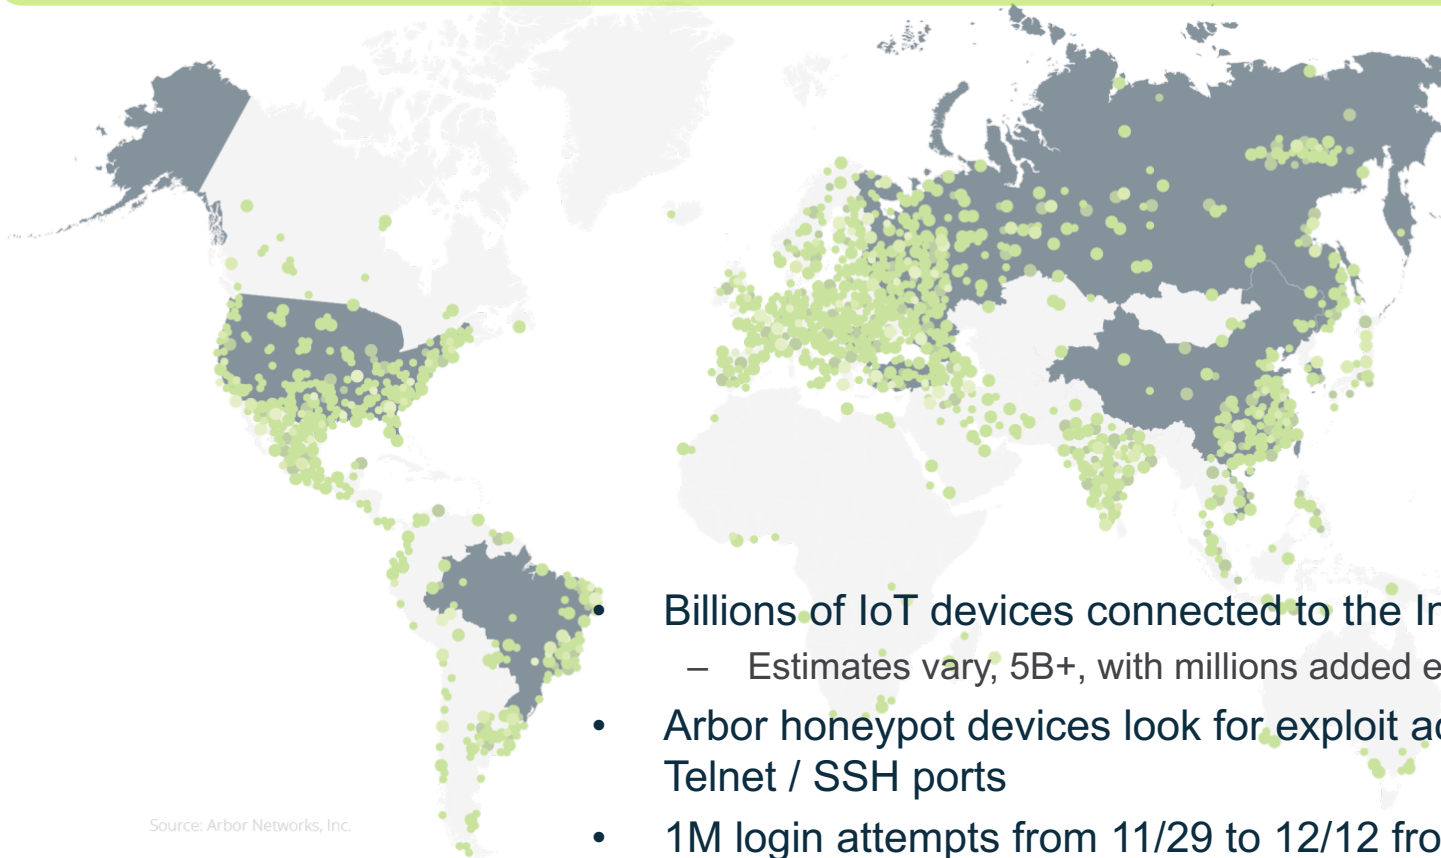 • Billions of IoT devices connected to the In
– Estimates vary, 5B+, with millions added e
• Arbor honeypot devices look for exploit ac
Telnet / SSH ports
• 1M login attempts from 11/29 to 12/12 fro
Source: Arbor Networks, Inc.